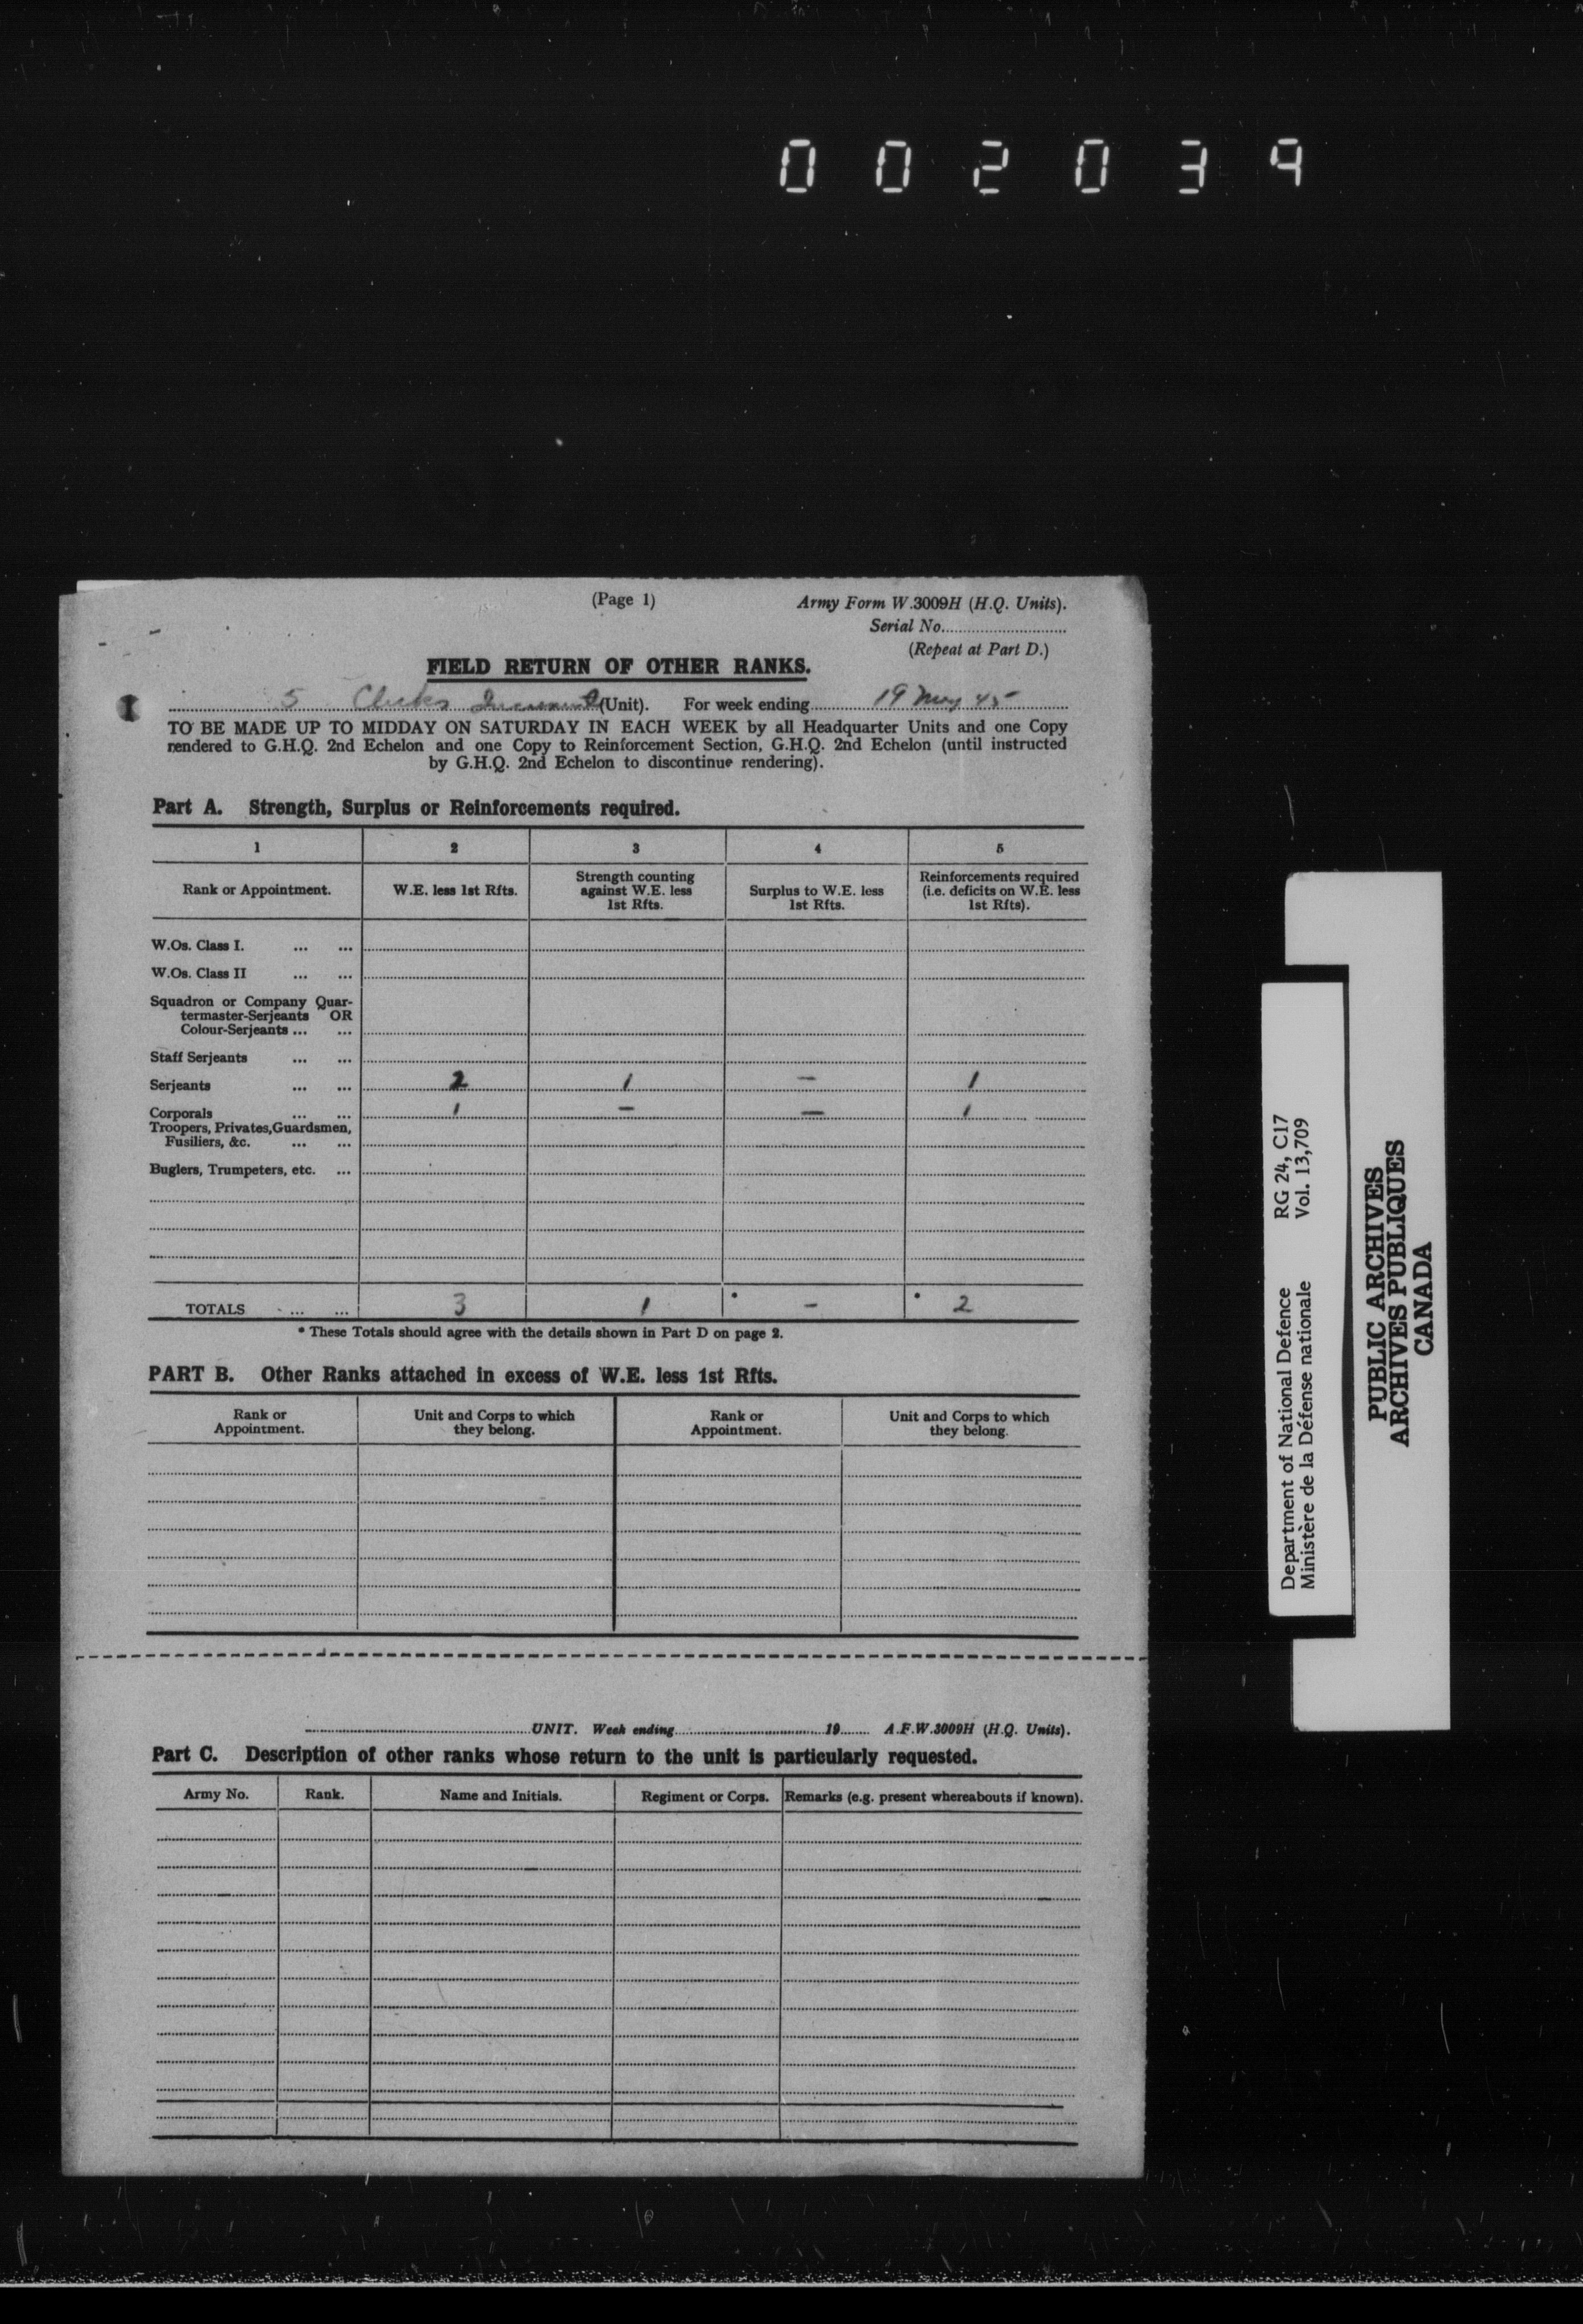 002039
(Page 1)
Army Form W.3009H (H.Q. Units).
Serial No.
(Repeat at Part D.)
FIELD RETURN OF OTHER RANKS.
5 Clerks Increment (Unit). For week ending 19 May 45
TO BE MADE UP TO MIDDAY ON SATURDAY IN EACH WEEK by all Headquarter Units and one Copy
rendered to G.H.Q. 2nd Echelon and one Copy to Reinforcement Section, G.H.Q. 2nd Echelon (until instructed
by G.H.Q. 2nd Echelon to discontinue rendering).
Part A. Strength, Surplus or Reinforcements required.
1 2 3 4 5
Rank or Appointment. W.E. less 1st Rfts. Strength counting against W.E. less 1st Rfts. Surplus to W.E. less 1st Rfts. Reinforcements required (i.e. deficits on W.E. less 1st Rfts).
W.Os. Class I. ... ...
W.Os. Class II ... ...
Squadron or Company Quar-
termaster-Serjeants OR
Colour-Serjeants ... ...
Staff Serjeants ... ...
Serjeants ... ... 2 1 — 1
Corporals ... ... 1 — — 1
Troopers, Privates, Guardsmen,
Fusiliers, &c. ... ...
Buglers, Trumpeters, etc. ...
TOTALS ... ... 3 1 * — * 2
* These Totals should agree with the details shown in Part D on page 2.
PART B. Other Ranks attached in excess of W.E. less 1st Rfts.
Rank or Appointment. Unit and Corps to which they belong. Rank or Appointment. Unit and Corps to which they belong.
UNIT. Week ending 19 A.F.W.3009H (H.Q. Units).
Part C. Description of other ranks whose return to the unit is particularly requested.
Army No. Rank. Name and Initials. Regiment or Corps. Remarks (e.g. present whereabouts if known).
Department of National Defence RG 24, C17
Ministère de la Défense nationale Vol. 13,709
PUBLIC ARCHIVES
ARCHIVES PUBLIQUES
CANADA